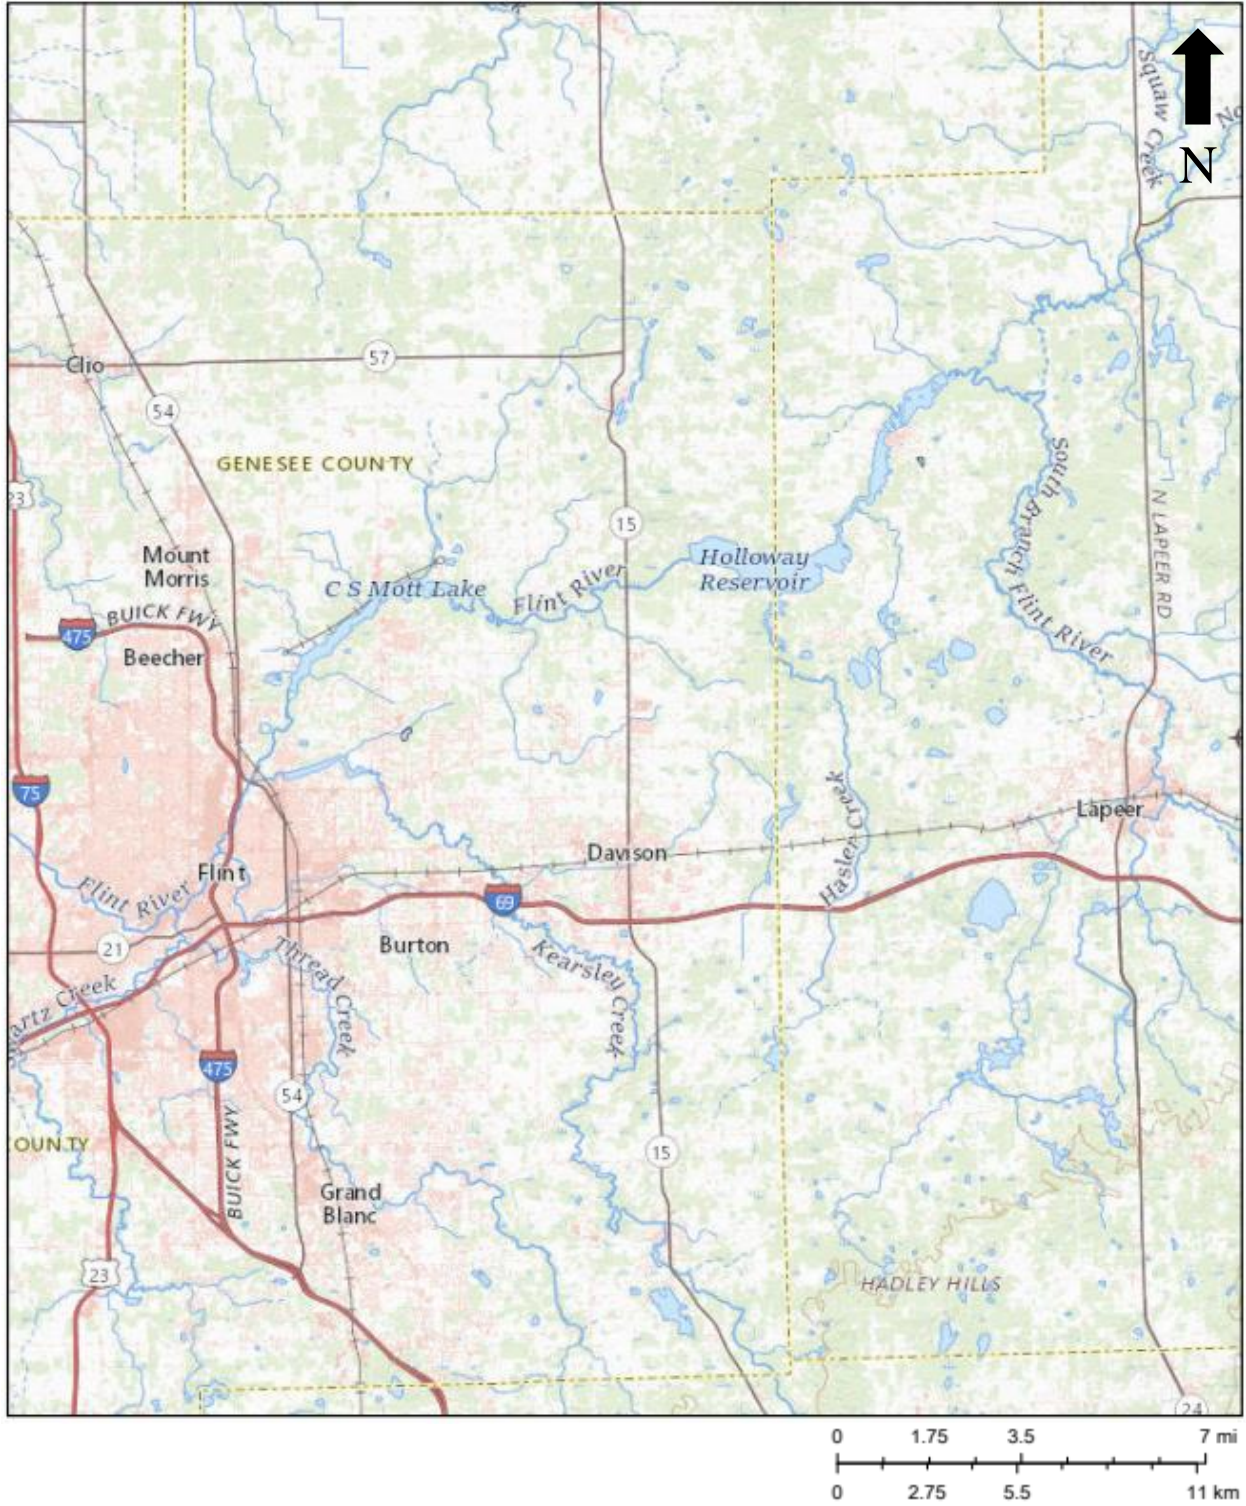 Squaw Creek
No
N
Clio
57
54
GENESEE COUNTY
23
15
South Branch Flint River
N LAPEER RD
Mount
Morris
C S Mott Lake
Flint River
Holloway
Reservoir
475
BUICK FWY
Beecher
75
Lapeer
Hasler Creek
Davison
Flint
Flint River
69
21
Burton
Thread Creek
Kearsley Creek
artz Creek
475
54
OUNTY
BUICK FWY
15
Grand
Blanc
23
HADLEY HILLS
24
0 1.75 3.5 7 mi
0 2.75 5.5 11 km